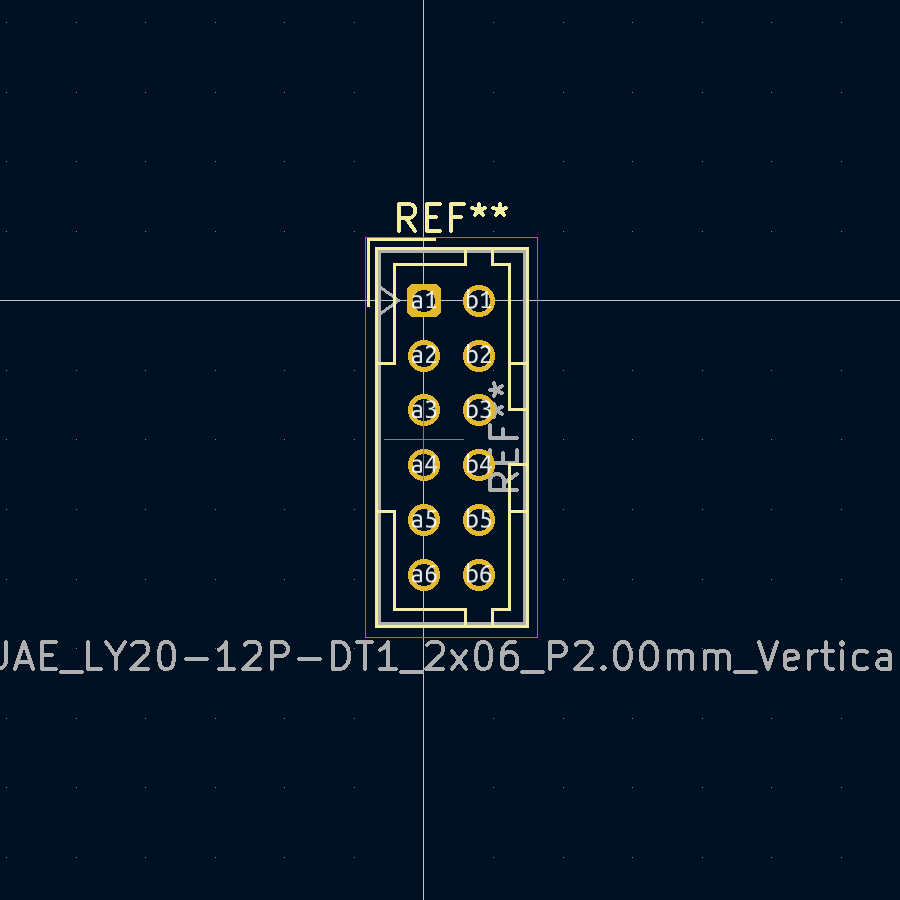 REF**
a1 b1
a2 b2
a3 b3
REF**
a4 b4
a5 b5
a6 b6
JAE_LY20-12P-DT1_2x06_P2.00mm_Vertica